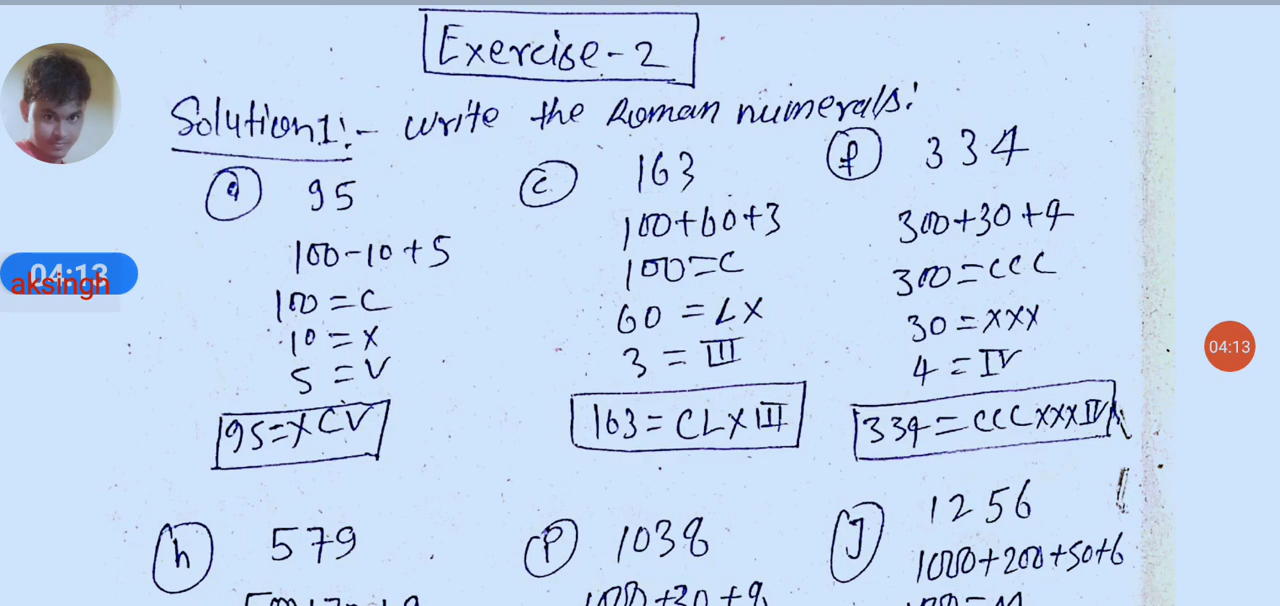 Exercise-2
Solution1:- write the Roman numerals:
a 95
100-10+5
100=C
10=X
5=V
95=XCV
c 163
100+60+3
100=C
60=LX
3=III
163=CLXIII
f 334
300+30+4
300=CCC
30=XXX
4=IV
334=CCCXXXIV
h 579
P 1038
J 1256
1000+200+50+6
04:13
aksingh
04:13